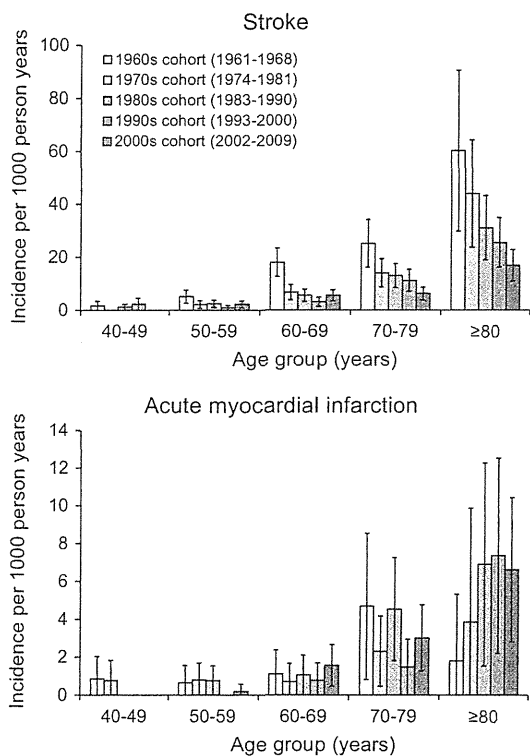 Stroke
Incidence per 1000 person years
100
80
60
40
20
0
1960s cohort (1961-1968)
1970s cohort (1974-1981)
1980s cohort (1983-1990)
1990s cohort (1993-2000)
2000s cohort (2002-2009)
40-49 50-59 60-69 70-79 ≥80
Age group (years)
Acute myocardial infarction
Incidence per 1000 person years
14
12
10
8
6
4
2
0
40-49 50-59 60-69 70-79 ≥80
Age group (years)